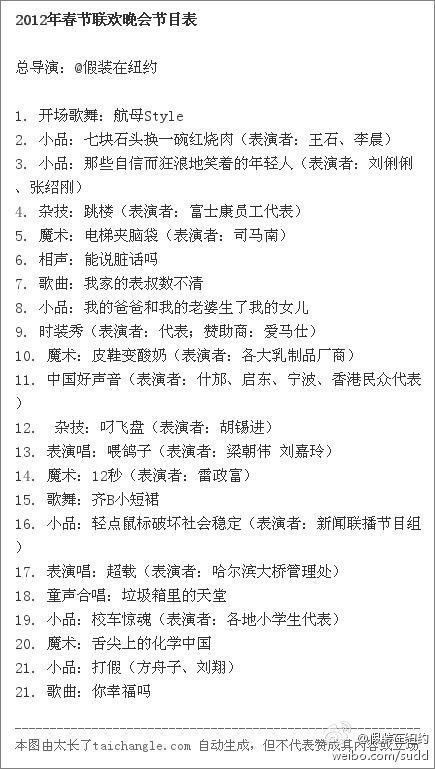 2012年春节联欢晚会节目表
总导演：@假装在纽约
1. 开场歌舞：航母Style
2. 小品：七块石头换一碗红烧肉（表演者：王石、李晨）
3. 小品：那些自信而狂浪地笑着的年轻人（表演者：刘俐俐
、张绍刚）
4. 杂技：跳楼（表演者：富士康员工代表）
5. 魔术：电梯夹脑袋（表演者：司马南）
6. 相声：能说脏话吗
7. 歌曲：我家的表叔数不清
8. 小品：我的爸爸和我的老婆生了我的女儿
9. 时装秀（表演者：代表；赞助商：爱马仕）
10. 魔术：皮鞋变酸奶（表演者：各大乳制品厂商）
11. 中国好声音（表演者：什邡、启东、宁波、香港民众代表
）
12. 杂技：叼飞盘（表演者：胡锡进）
13. 表演唱：喂鸽子（表演者：梁朝伟 刘嘉玲）
14. 魔术：12秒（表演者：雷政富）
15. 歌舞：齐B小短裙
16. 小品：轻点鼠标破坏社会稳定（表演者：新闻联播节目组
）
17. 表演唱：超载（表演者：哈尔滨大桥管理处）
18. 童声合唱：垃圾箱里的天堂
19. 小品：校车惊魂（表演者：各地小学生代表）
20. 魔术：舌尖上的化学中国
21. 小品：打假（方舟子、刘翔）
21. 歌曲：你幸福吗
本图由太长了taichangle.com 自动生成，但不代表赞成其内容或立场
@假装在纽约
weibo.com/sudd